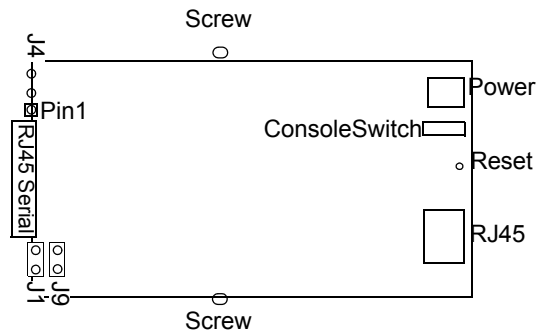 Screw
J4
Power
Pin1
ConsoleSwitch
RJ45 Serial
Reset
RJ45
J1
J9
Screw